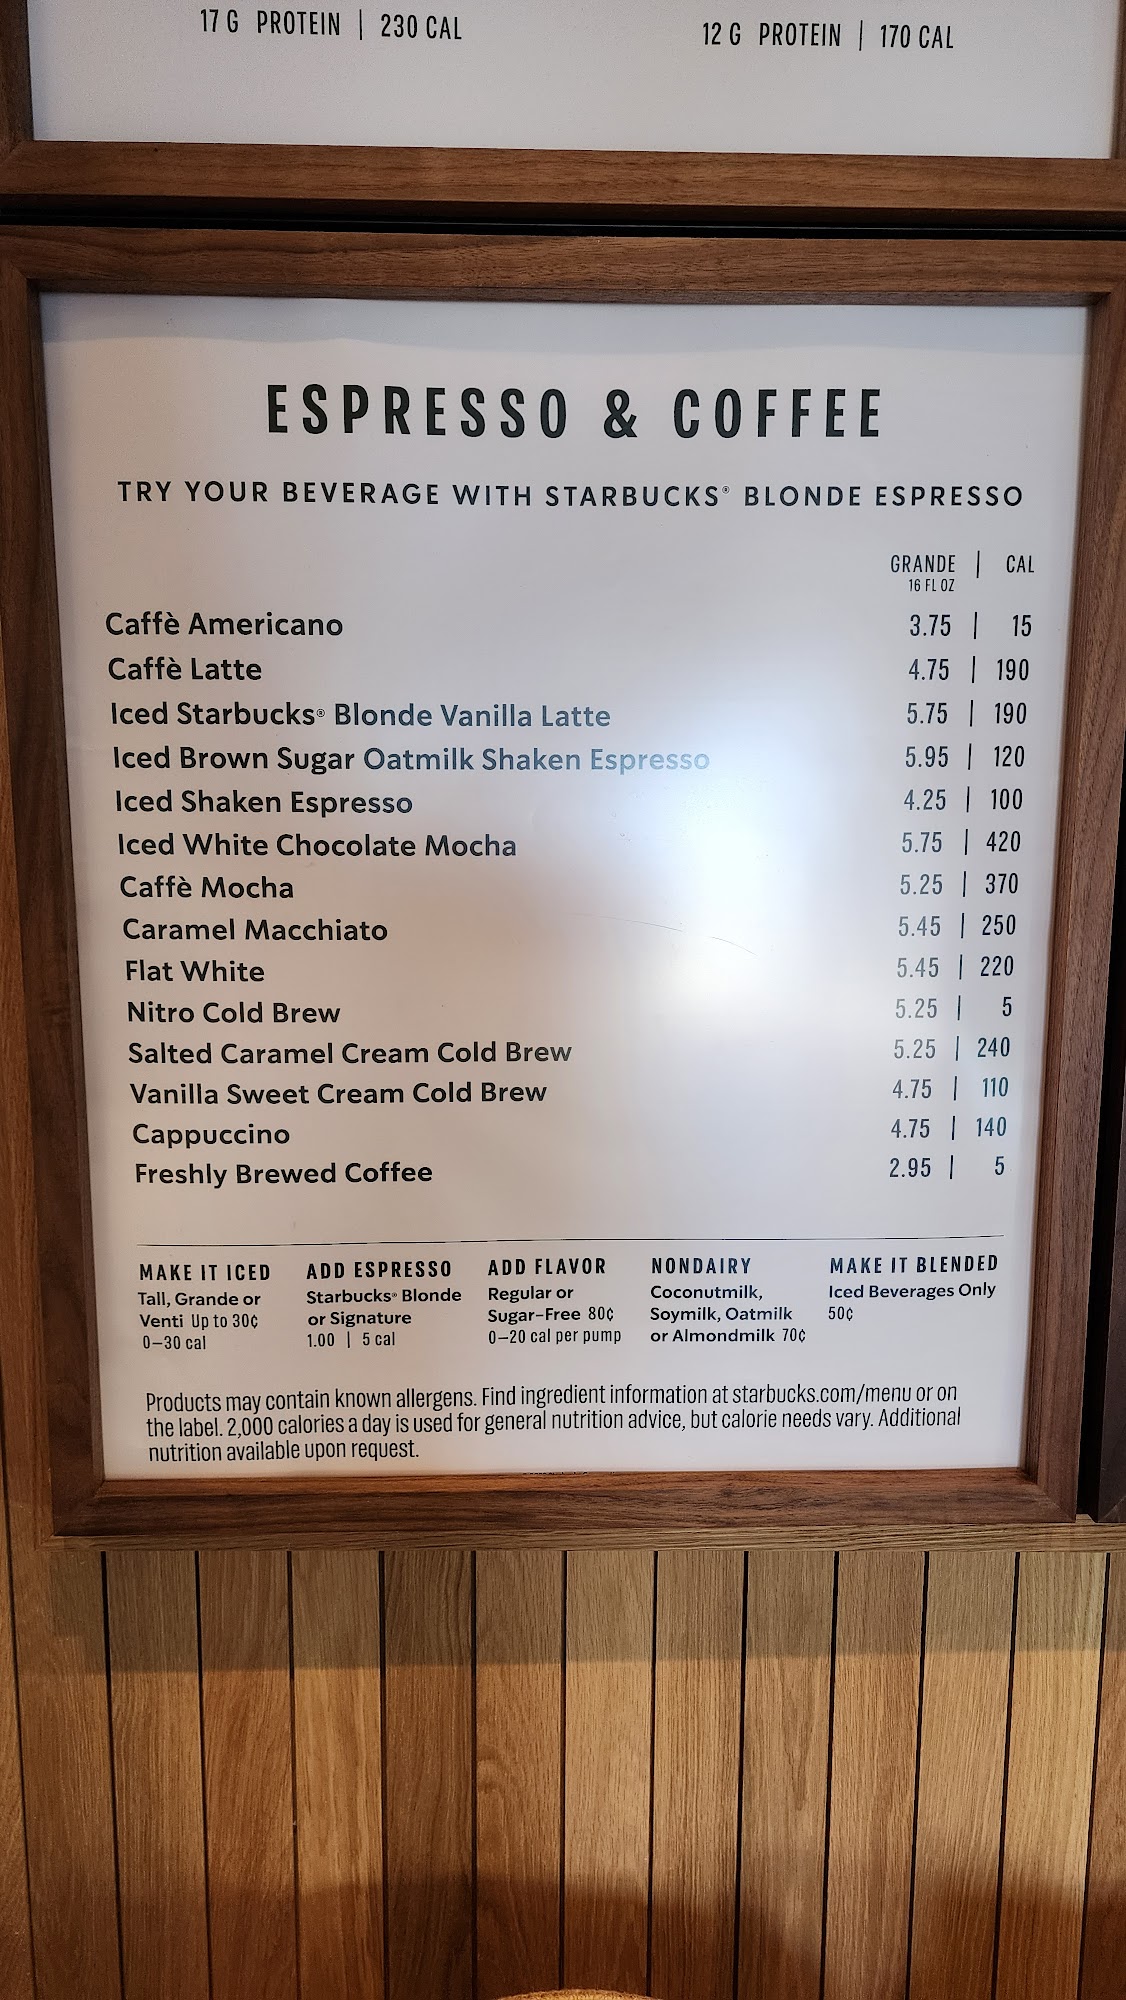 17 G PROTEIN | 230 CAL
12 G PROTEIN | 170 CAL
ESPRESSO & COFFEE
TRY YOUR BEVERAGE WITH STARBUCKS® BLONDE ESPRESSO
GRANDE | CAL
16 FL OZ
Caffè Americano 3.75 | 15
Caffè Latte 4.75 | 190
Iced Starbucks® Blonde Vanilla Latte 5.75 | 190
Iced Brown Sugar Oatmilk Shaken Espresso 5.95 | 120
Iced Shaken Espresso 4.25 | 100
Iced White Chocolate Mocha 5.75 | 420
Caffè Mocha 5.25 | 370
Caramel Macchiato 5.45 | 250
Flat White 5.45 | 220
Nitro Cold Brew 5.25 | 5
Salted Caramel Cream Cold Brew 5.25 | 240
Vanilla Sweet Cream Cold Brew 4.75 | 110
Cappuccino 4.75 | 140
Freshly Brewed Coffee 2.95 | 5
MAKE IT ICED
Tall, Grande or
Venti Up to 30¢
0–30 cal
ADD ESPRESSO
Starbucks® Blonde
or Signature
1.00 | 5 cal
ADD FLAVOR
Regular or
Sugar-Free 80¢
0–20 cal per pump
NONDAIRY
Coconutmilk,
Soymilk, Oatmilk
or Almondmilk 70¢
MAKE IT BLENDED
Iced Beverages Only
50¢
Products may contain known allergens. Find ingredient information at starbucks.com/menu or on
the label. 2,000 calories a day is used for general nutrition advice, but calorie needs vary. Additional
nutrition available upon request.